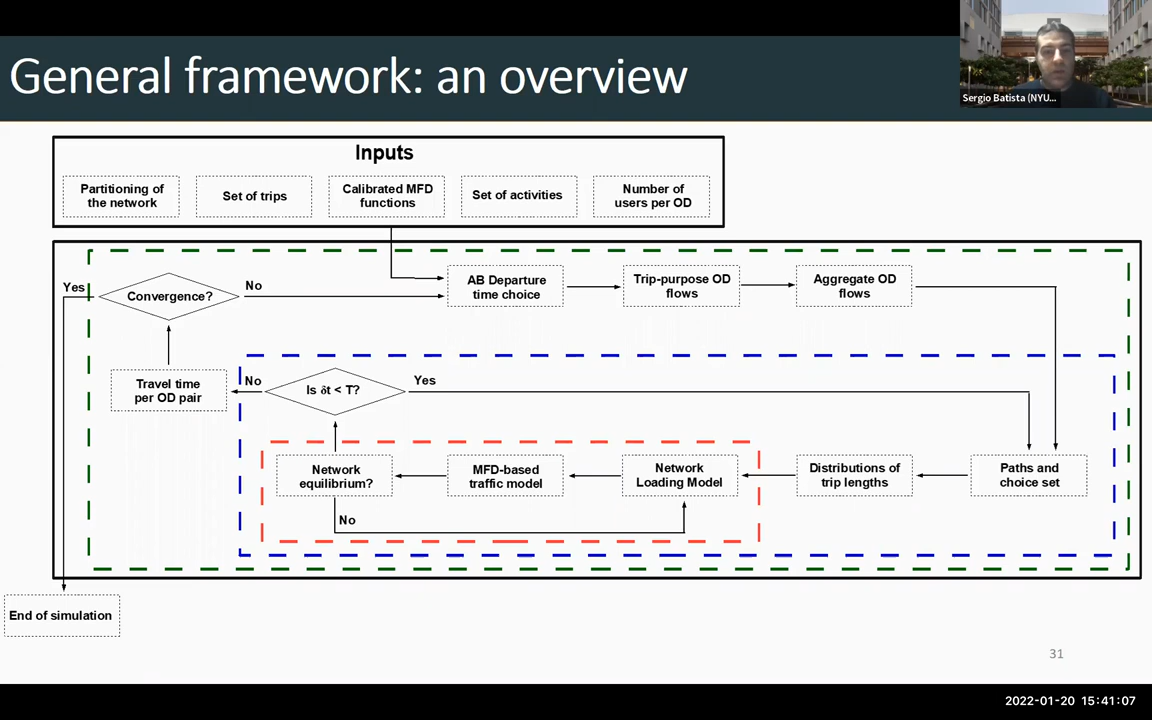 General framework: an overview
Sergio Batista (NYU...
Inputs
Partitioning of
the network
Set of trips
Calibrated MFD
functions
Set of activities
Number of
users per OD
Yes
Convergence?
No
AB Departure
time choice
Trip-purpose OD
flows
Aggregate OD
flows
Travel time
per OD pair
No
Is δt < T?
Yes
Network
equilibrium?
MFD-based
traffic model
Network
Loading Model
Distributions of
trip lengths
Paths and
choice set
No
End of simulation
31
2022-01-20 15:41:07